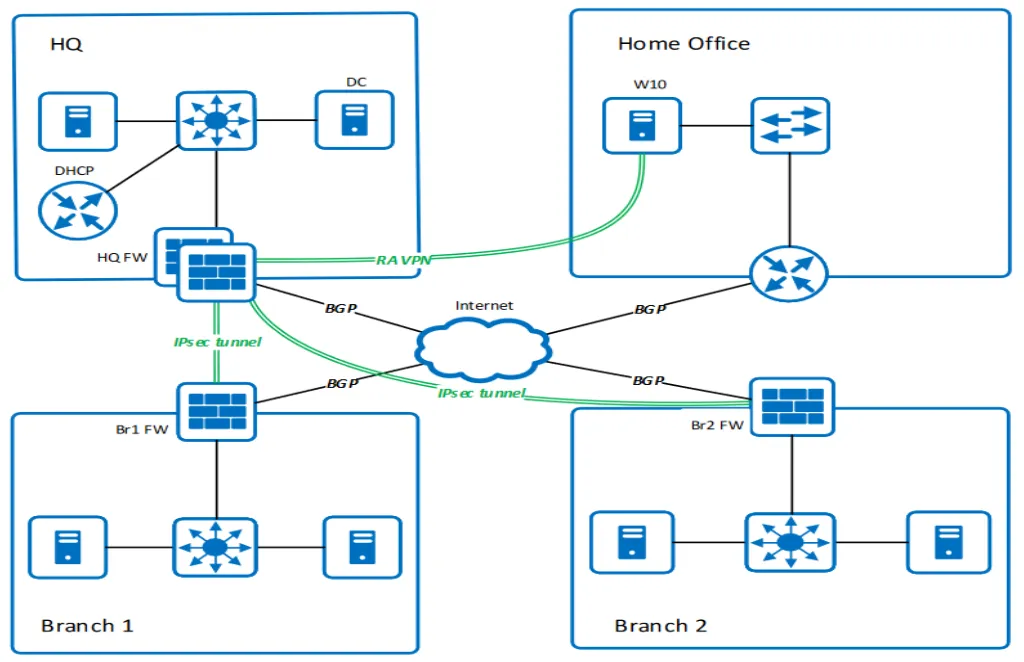 HQ
Home Office
DC
W10
DHCP
HQ FW
RA VPN
Internet
BGP
BGP
IPsec tunnel
BGP
BGP
IPsec tunnel
Br1 FW
Br2 FW
Branch 1
Branch 2